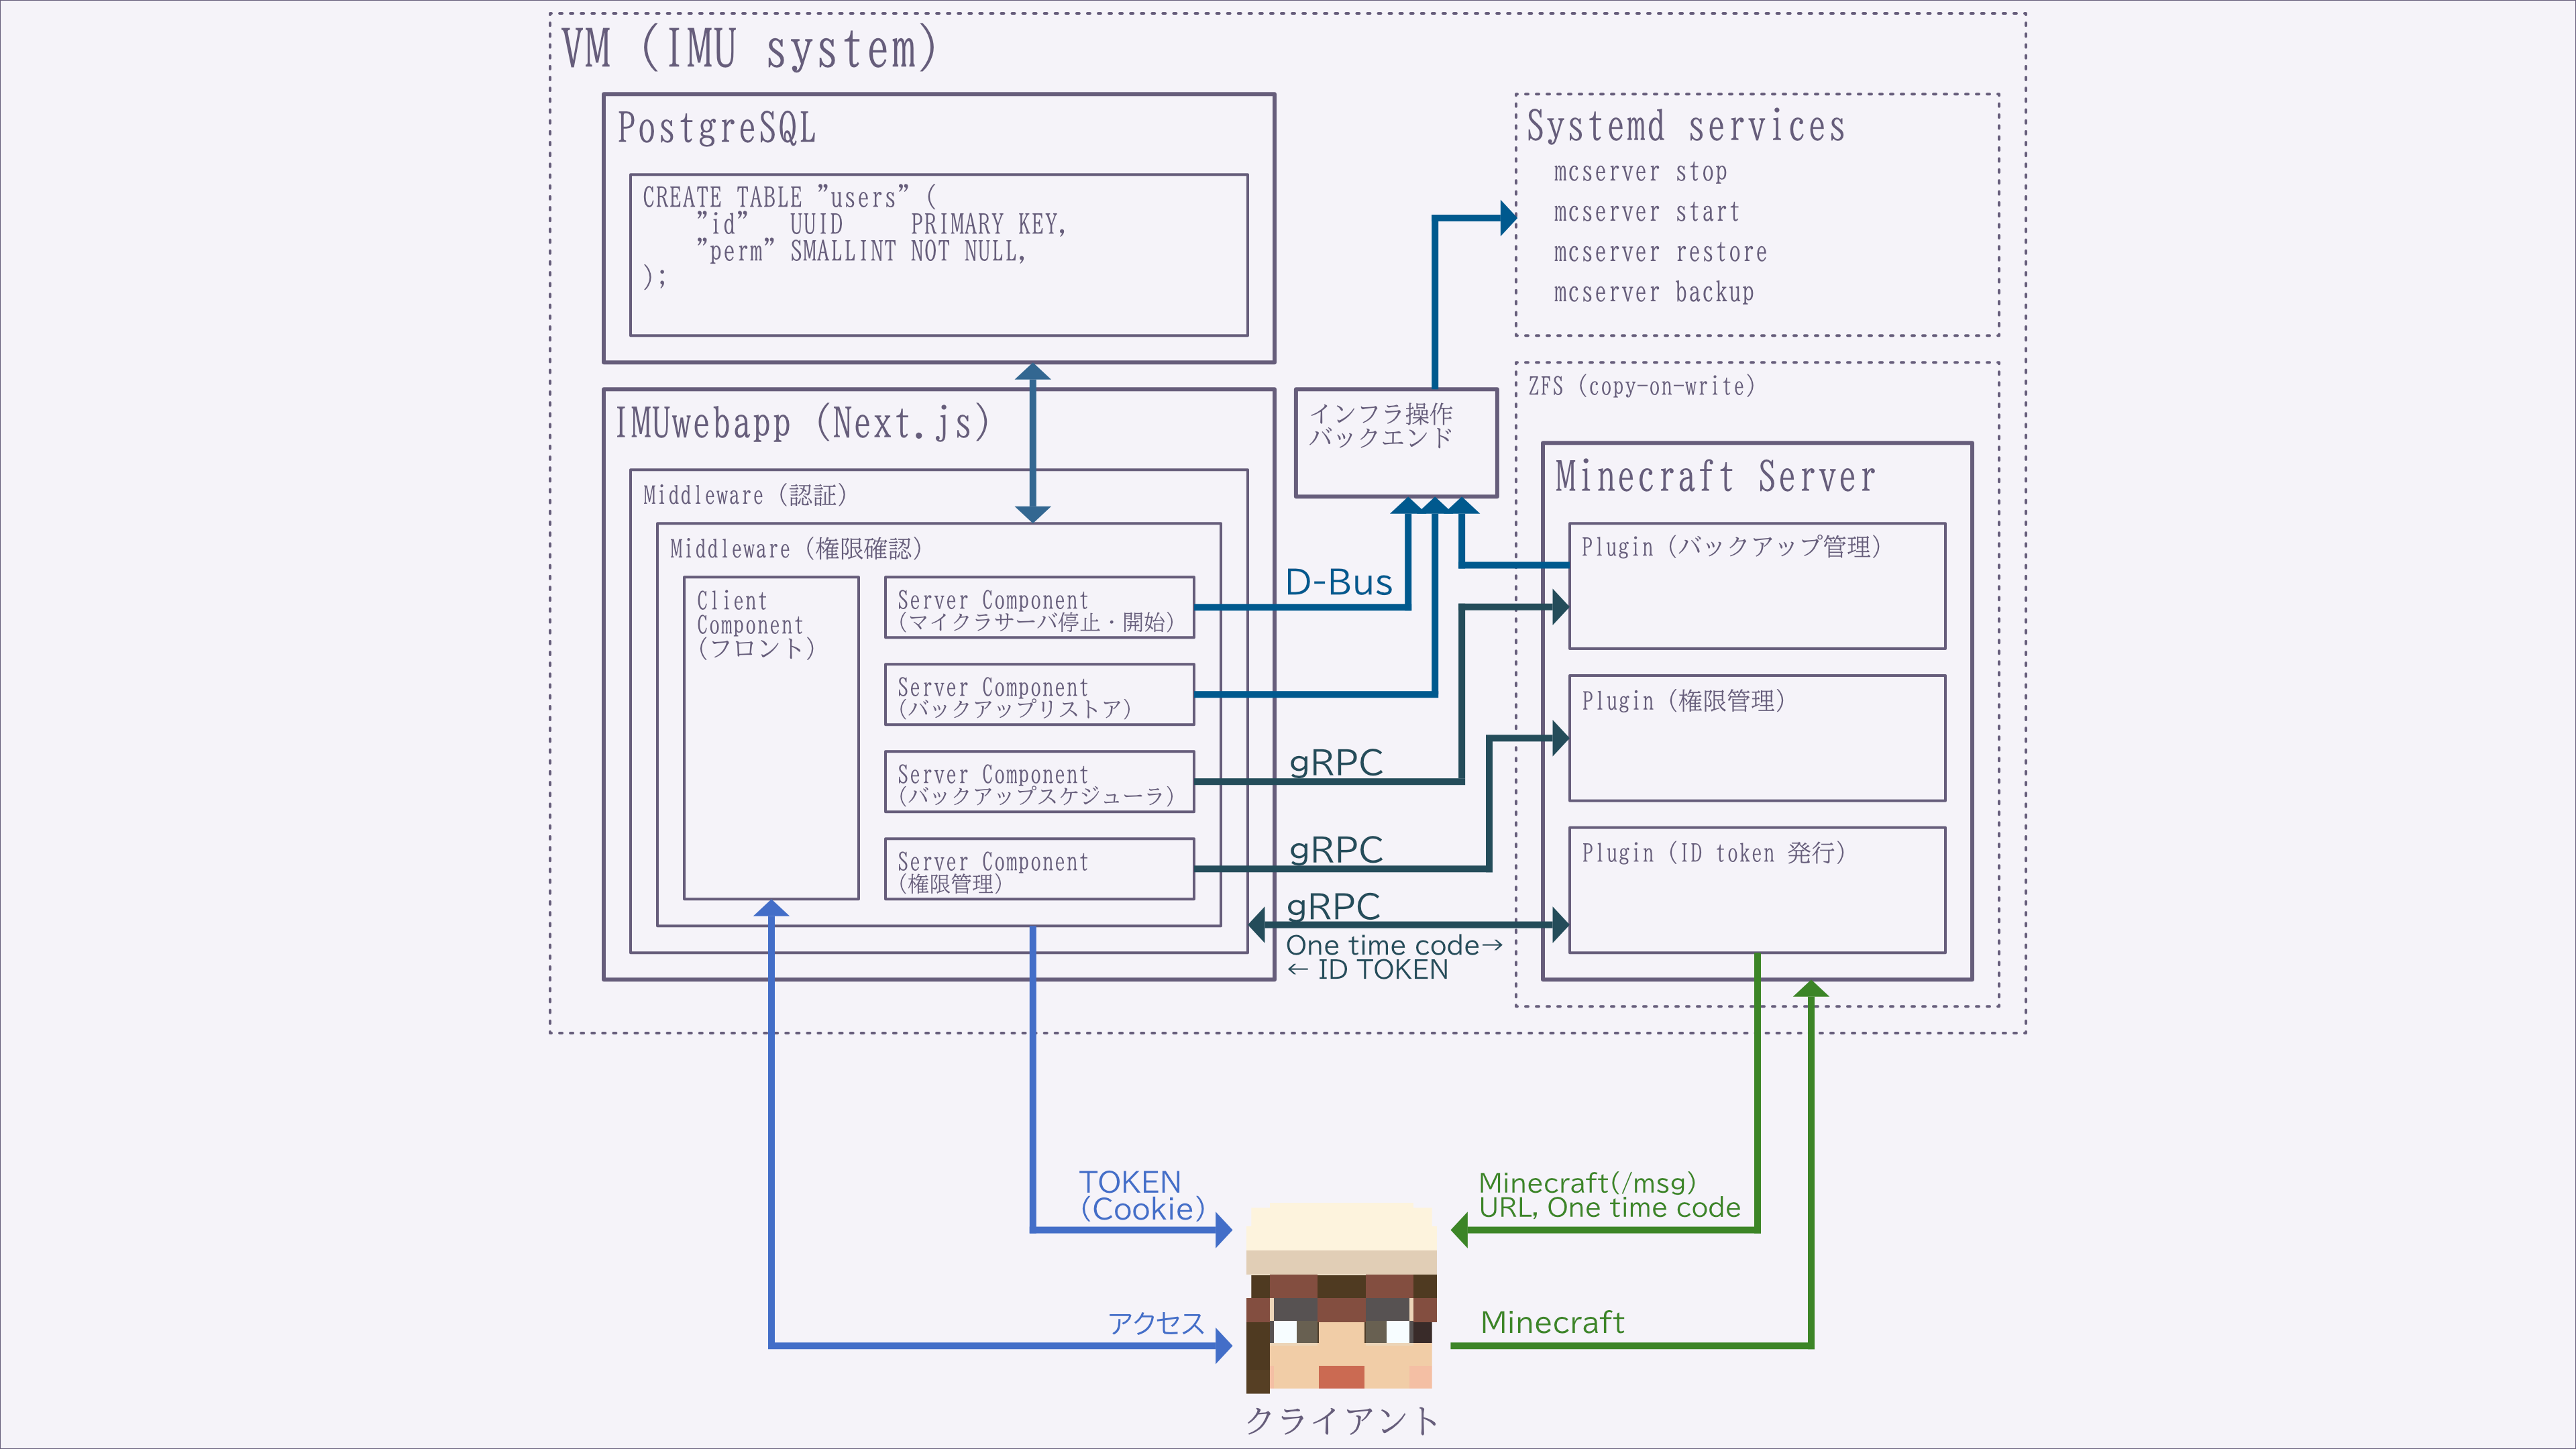 VM (IMU system)
PostgreSQL
CREATE TABLE "users" (
"id" UUID PRIMARY KEY,
"perm" SMALLINT NOT NULL,
);
Systemd services
mcserver stop
mcserver start
mcserver restore
mcserver backup
IMUwebapp (Next.js)
Middleware (認証)
Middleware (権限確認)
Client
Component
(フロント)
Server Component
(マイクラサーバ停止・開始)
Server Component
(バックアップリストア)
Server Component
(バックアップスケジューラ)
Server Component
(権限管理)
インフラ操作
バックエンド
D-Bus
gRPC
gRPC
gRPC
One time code→
← ID TOKEN
ZFS (copy-on-write)
Minecraft Server
Plugin (バックアップ管理)
Plugin (権限管理)
Plugin (ID token 発行)
TOKEN
(Cookie)
アクセス
Minecraft(/msg)
URL, One time code
Minecraft
クライアント